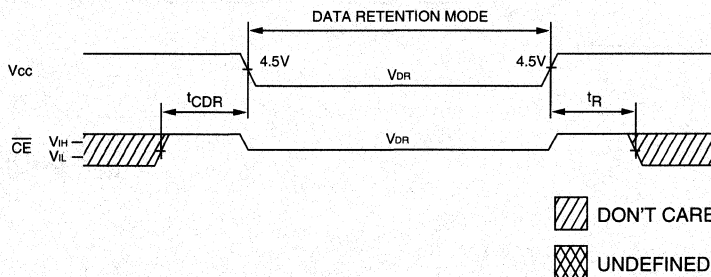 DATA RETENTION MODE
4.5V
4.5V
Vcc
VDR
tCDR
tR
CE
VIH
VIL
VDR
DON'T CARE
UNDEFINED